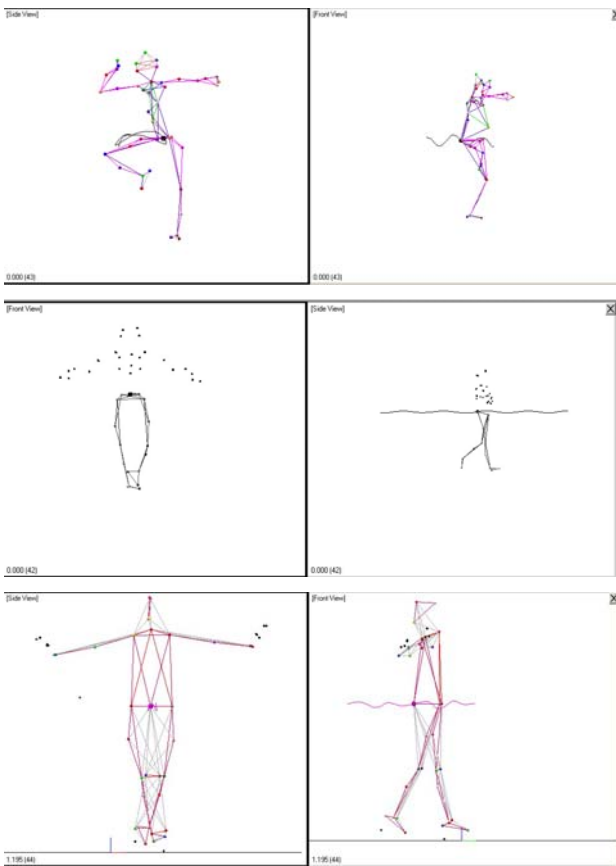 [Side View]
[Front View]
X
0.000 (43)
0.000 (43)
[Front View]
[Side View]
X
0.000 (42)
0.000 (42)
[Side View]
[Front View]
X
1.195 (44)
1.195 (44)